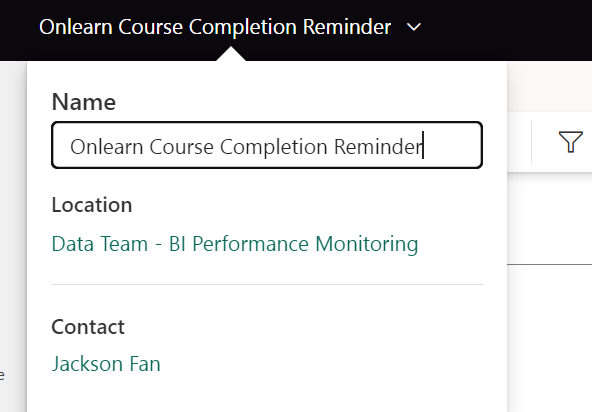 Onlearn Course Completion Reminder
Name
Onlearn Course Completion Reminder
Location
Data Team - BI Performance Monitoring
Contact
Jackson Fan
e